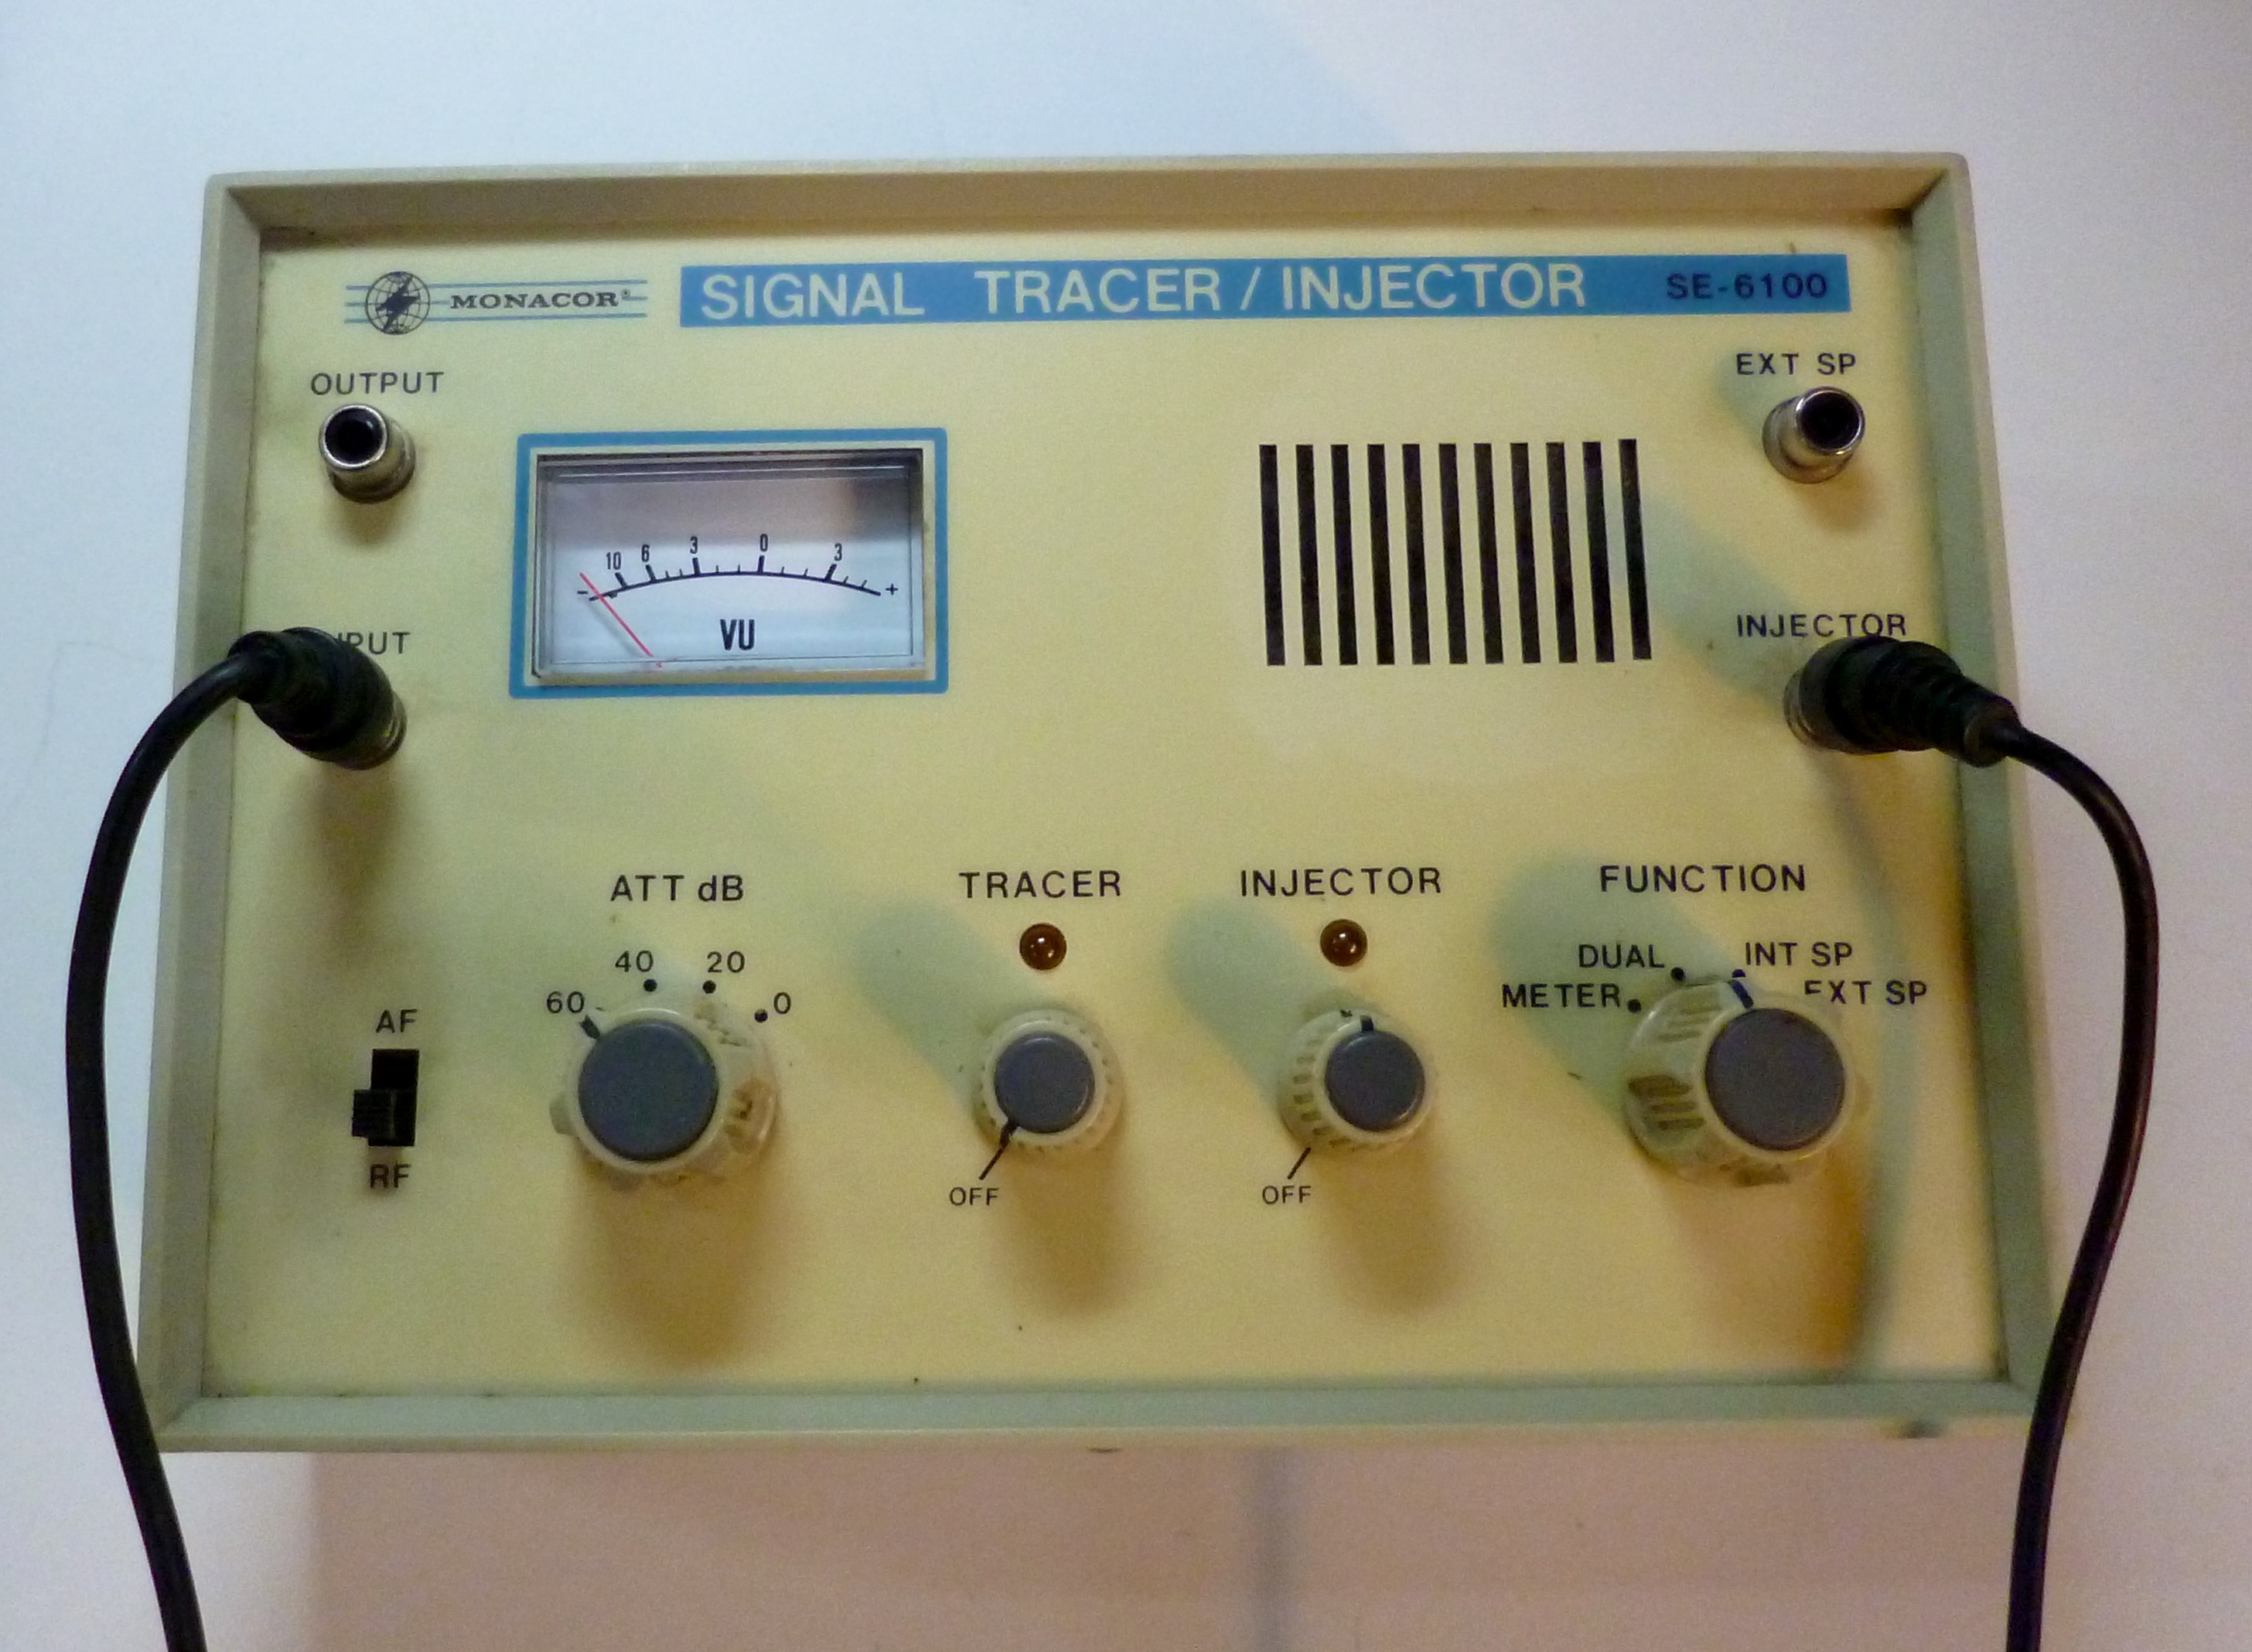 MONACOR®
SIGNAL TRACER / INJECTOR SE-6100
OUTPUT
EXT SP
10 6 3 0 3
- +
VU
INJECTOR
ATT dB
TRACER
INJECTOR
FUNCTION
40 20
60 0
DUAL INT SP
METER EXT SP
AF
RF
OFF
OFF